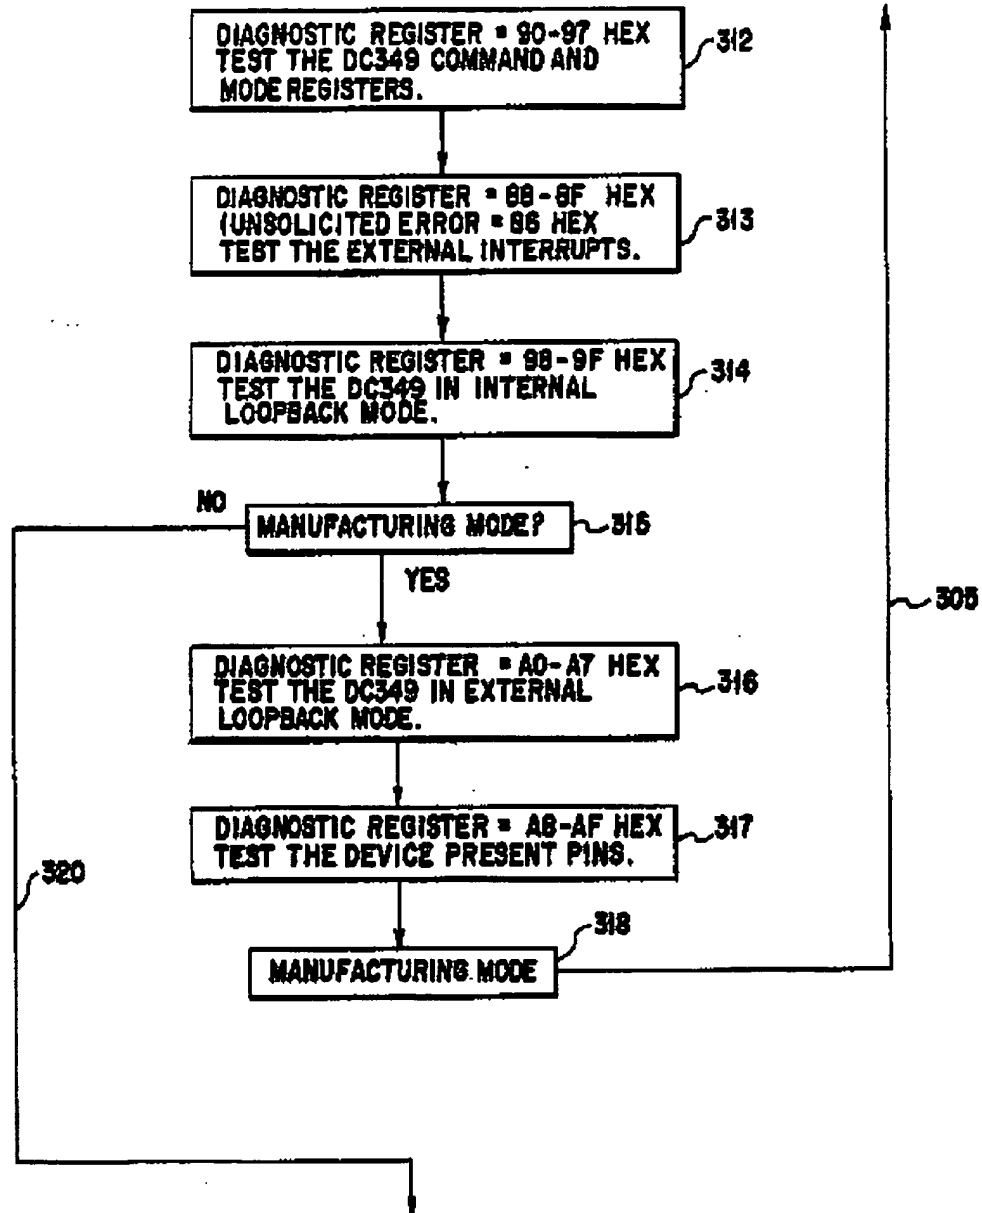 DIAGNOSTIC REGISTER = 90-97 HEX
TEST THE DC349 COMMAND AND
MODE REGISTERS.
312
DIAGNOSTIC REGISTER = 88-8F HEX
(UNSOLICITED ERROR = 86 HEX
TEST THE EXTERNAL INTERRUPTS.
313
DIAGNOSTIC REGISTER = 98-9F HEX
TEST THE DC349 IN INTERNAL
LOOPBACK MODE.
314
NO
MANUFACTURING MODE?
315
YES
305
DIAGNOSTIC REGISTER = A0-A7 HEX
TEST THE DC349 IN EXTERNAL
LOOPBACK MODE.
316
DIAGNOSTIC REGISTER = A8-AF HEX
TEST THE DEVICE PRESENT PINS.
317
320
318
MANUFACTURING MODE